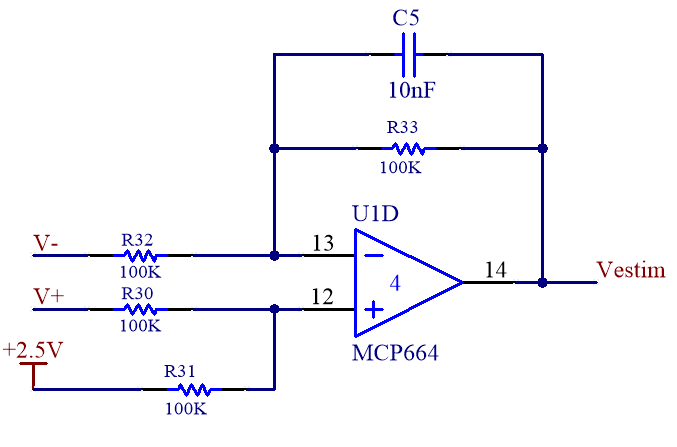 C5
10nF
R33
100K
U1D
V- R32 13 −
100K
4 14 Vestim
V+ R30 12 +
100K
+2.5V MCP664
R31
100K